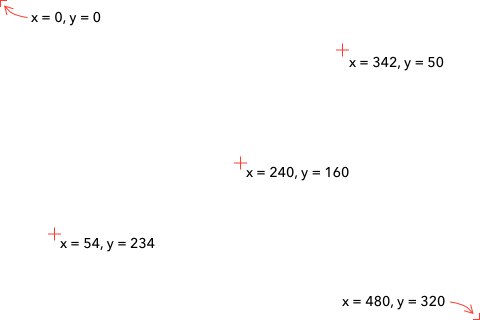 x = 0, y = 0
x = 342, y = 50
x = 240, y = 160
x = 54, y = 234
x = 480, y = 320